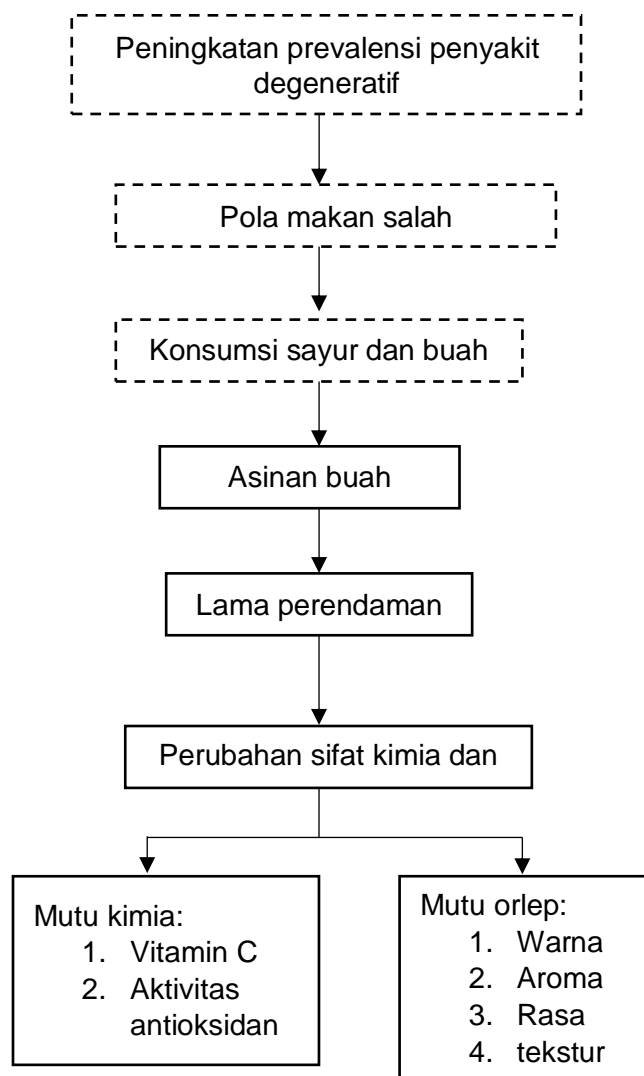 Peningkatan prevalensi penyakit
degeneratif
Pola makan salah
Konsumsi sayur dan buah
Asinan buah
Lama perendaman
Perubahan sifat kimia dan
Mutu kimia:
1. Vitamin C
2. Aktivitas
antioksidan
Mutu orlep:
1. Warna
2. Aroma
3. Rasa
4. tekstur